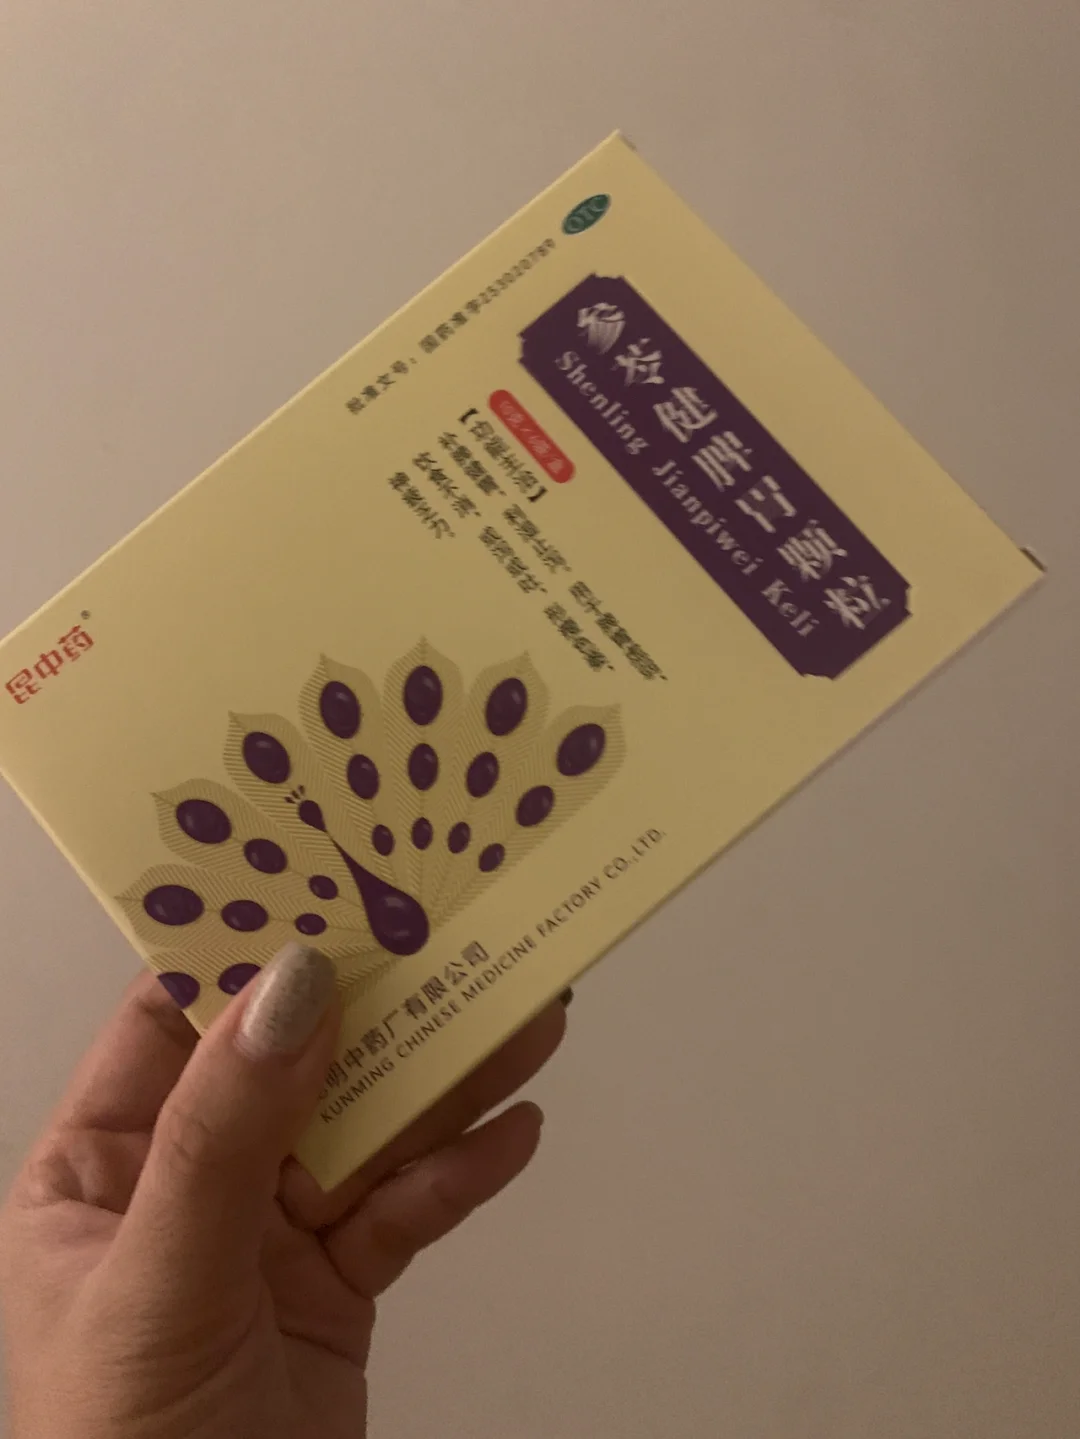 OTC
批准文号：国药准字Z53020789
参苓健脾胃颗粒
Shenling Jianpiwei Keli
【功能主治】
补脾健胃，利湿止泻。用于脾胃虚弱，
饮食不消，或泻或吐，形瘦色萎，
神疲乏力。
昆中药®
明中药厂有限公司
KUNMING CHINESE MEDICINE FACTORY CO.,LTD.